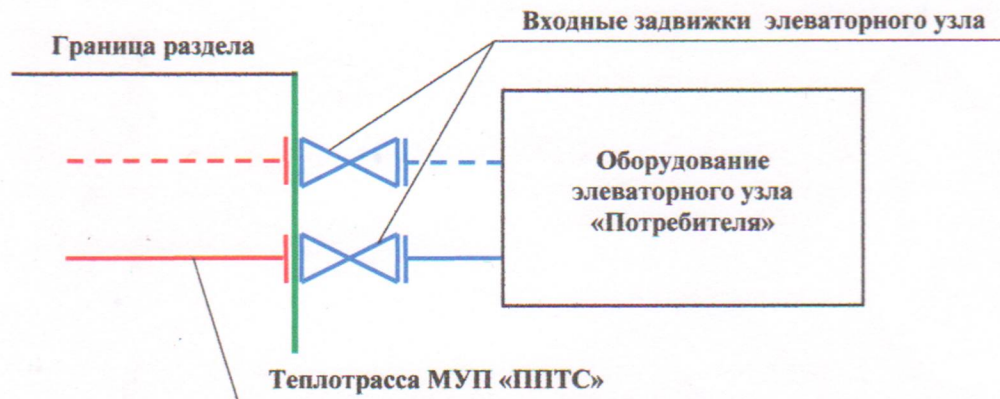 Входные задвижки элеваторного узла
Граница раздела
Оборудование
элеваторного узла
«Потребителя»
Теплотрасса МУП «ППТС»